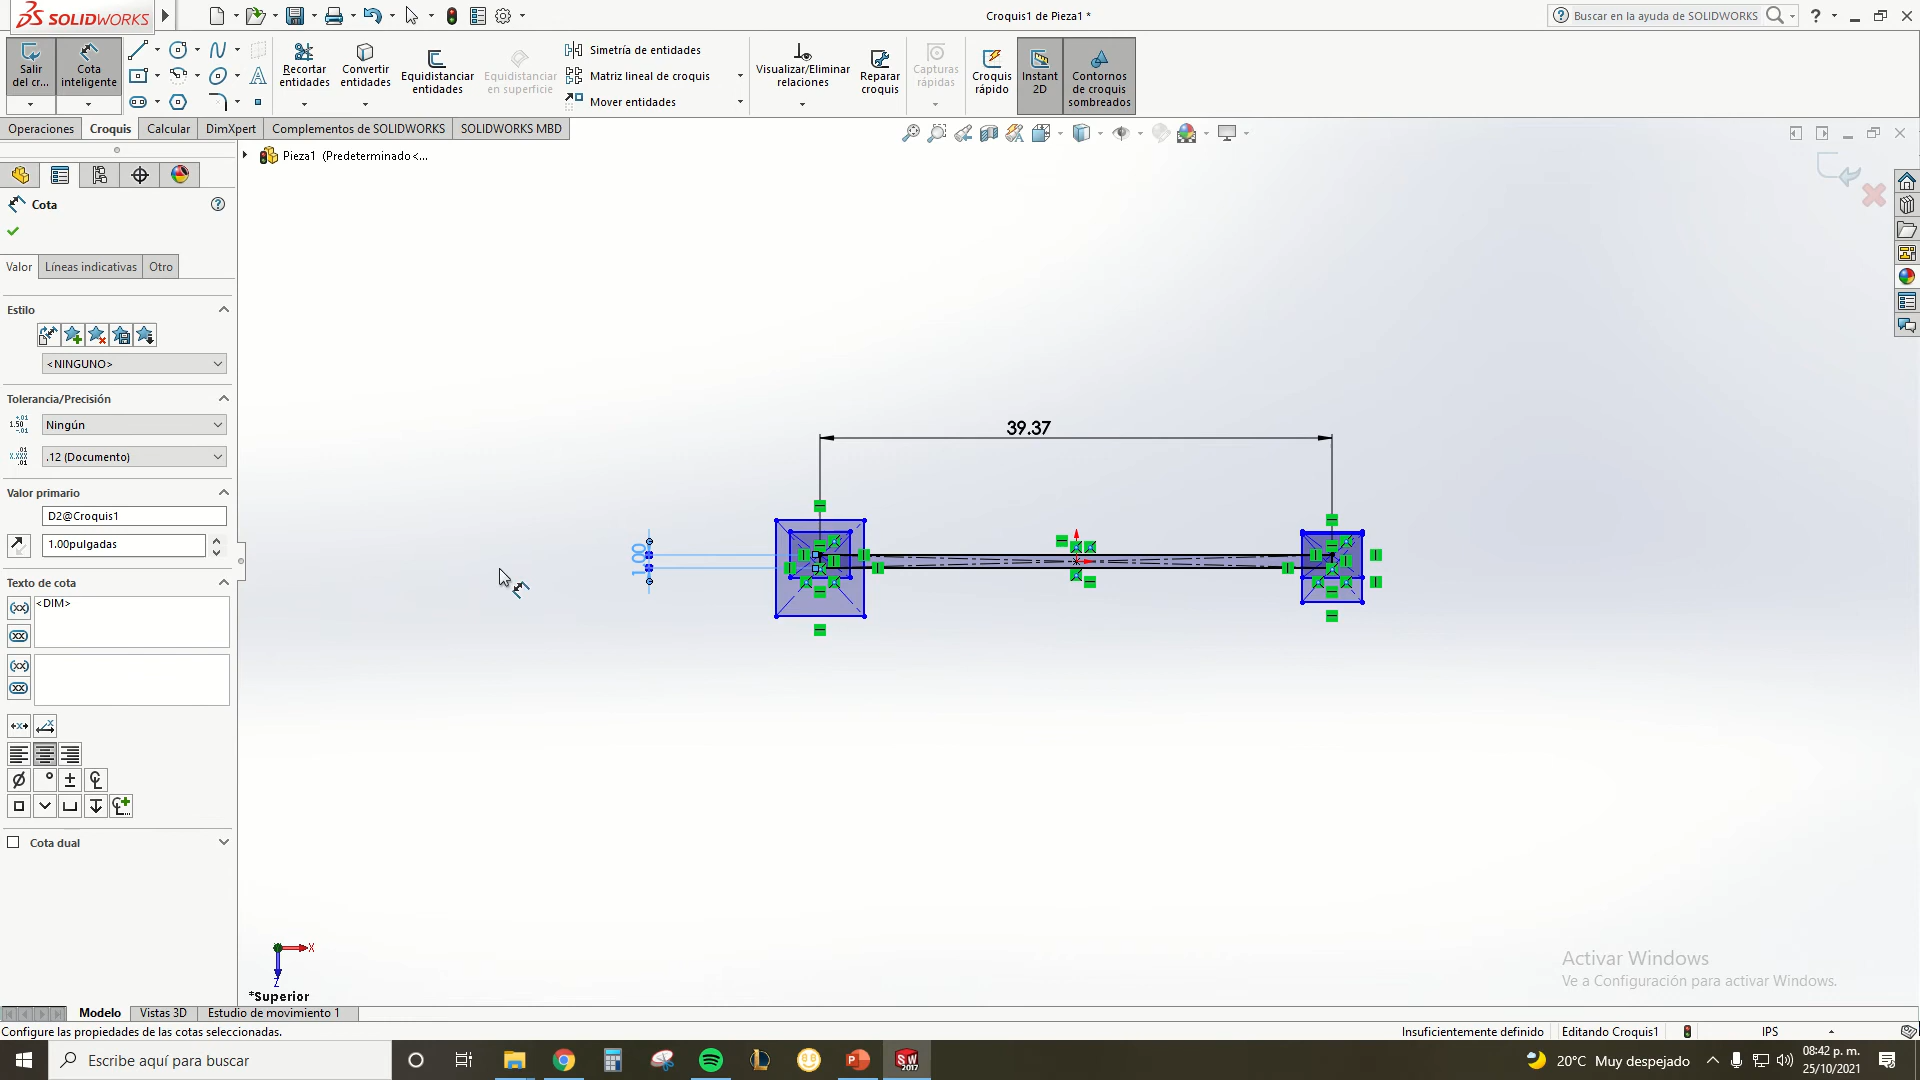 SOLIDWORKS
Croquis1 de Pieza1 *
Buscar en la ayuda de SOLIDWORKS
Salir
del cr...
Cota
inteligente
Recortar
entidades
Convertir
entidades
Equidistanciar
entidades
Equidistanciar
en superficie
Simetría de entidades
Matriz lineal de croquis
Mover entidades
Visualizar/Eliminar
relaciones
Reparar
croquis
Capturas
rápidas
Croquis
rápido
Instant
2D
Contornos
de croquis
sombreados
Operaciones
Croquis
Calcular
DimXpert
Complementos de SOLIDWORKS
SOLIDWORKS MBD
Pieza1 (Predeterminado<...
Cota
Valor
Líneas indicativas
Otro
Estilo
<NINGUNO>
Tolerancia/Precisión
Ningún
.12 (Documento)
Valor primario
D2@Croquis1
1.00pulgadas
Texto de cota
<DIM>
Cota dual
39.37
1.00
X
Z
*Superior
Activar Windows
Ve a Configuración para activar Windows.
Modelo
Vistas 3D
Estudio de movimiento 1
Configure las propiedades de las cotas seleccionadas.
Insuficientemente definido
Editando Croquis1
IPS
Escribe aquí para buscar
SW
2017
20°C Muy despejado
08:42 p. m.
25/10/2021